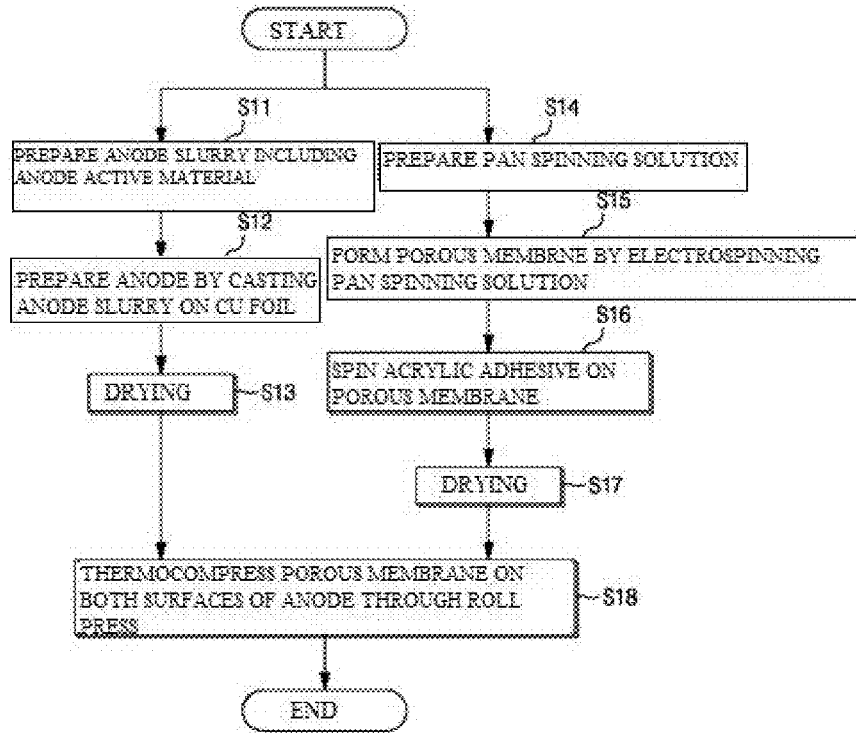 START
S11
S14
PREPARE ANODE SLURRY INCLUDING
ANODE ACTIVE MATERIAL
PREPARE PAN SPINNING SOLUTION
S12
S15
PREPARE ANODE BY CASTING
ANODE SLURRY ON CU FOIL
FORM POROUS MEMBRNE BY ELECTROSPINNING
PAN SPINNING SOLUTION
S16
DRYING
S13
SPIN ACRYLIC ADHESIVE ON
POROUS MEMBRANE
DRYING
S17
THERMOCOMPRESS POROUS MEMBRANE ON
BOTH SURFACES OF ANODE THROUGH ROLL
PRESS
S18
END